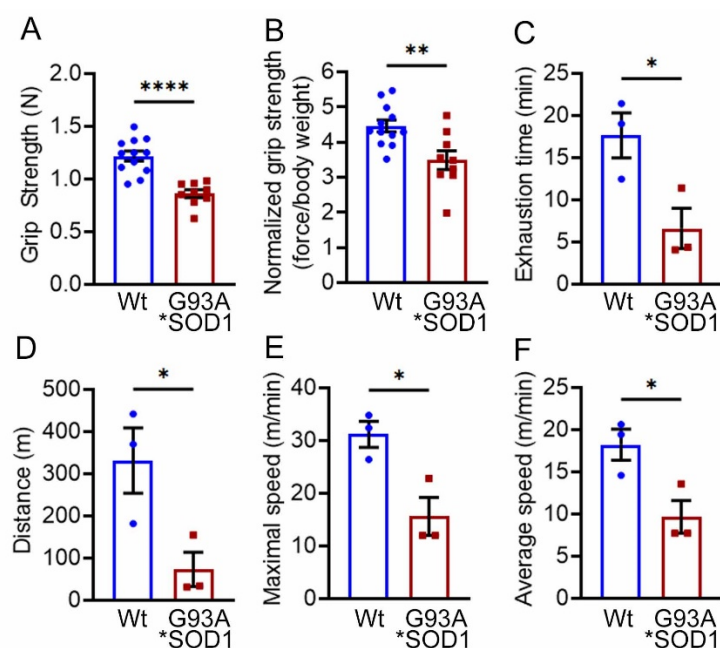 A
Grip Strength (N)
2.0
1.5
1.0
0.5
0.0
****
Wt G93A
*SOD1
B
Normalized grip strength
(force/body weight)
6
5
4
3
2
1
0
**
Wt G93A
*SOD1
C
Exhaustion time (min)
25
20
15
10
5
0
*
Wt G93A
*SOD1
D
Distance (m)
500
400
300
200
100
0
*
Wt G93A
*SOD1
E
Maximal speed (m/min)
40
30
20
10
0
*
Wt G93A
*SOD1
F
Average speed (m/min)
25
20
15
10
5
0
*
Wt G93A
*SOD1